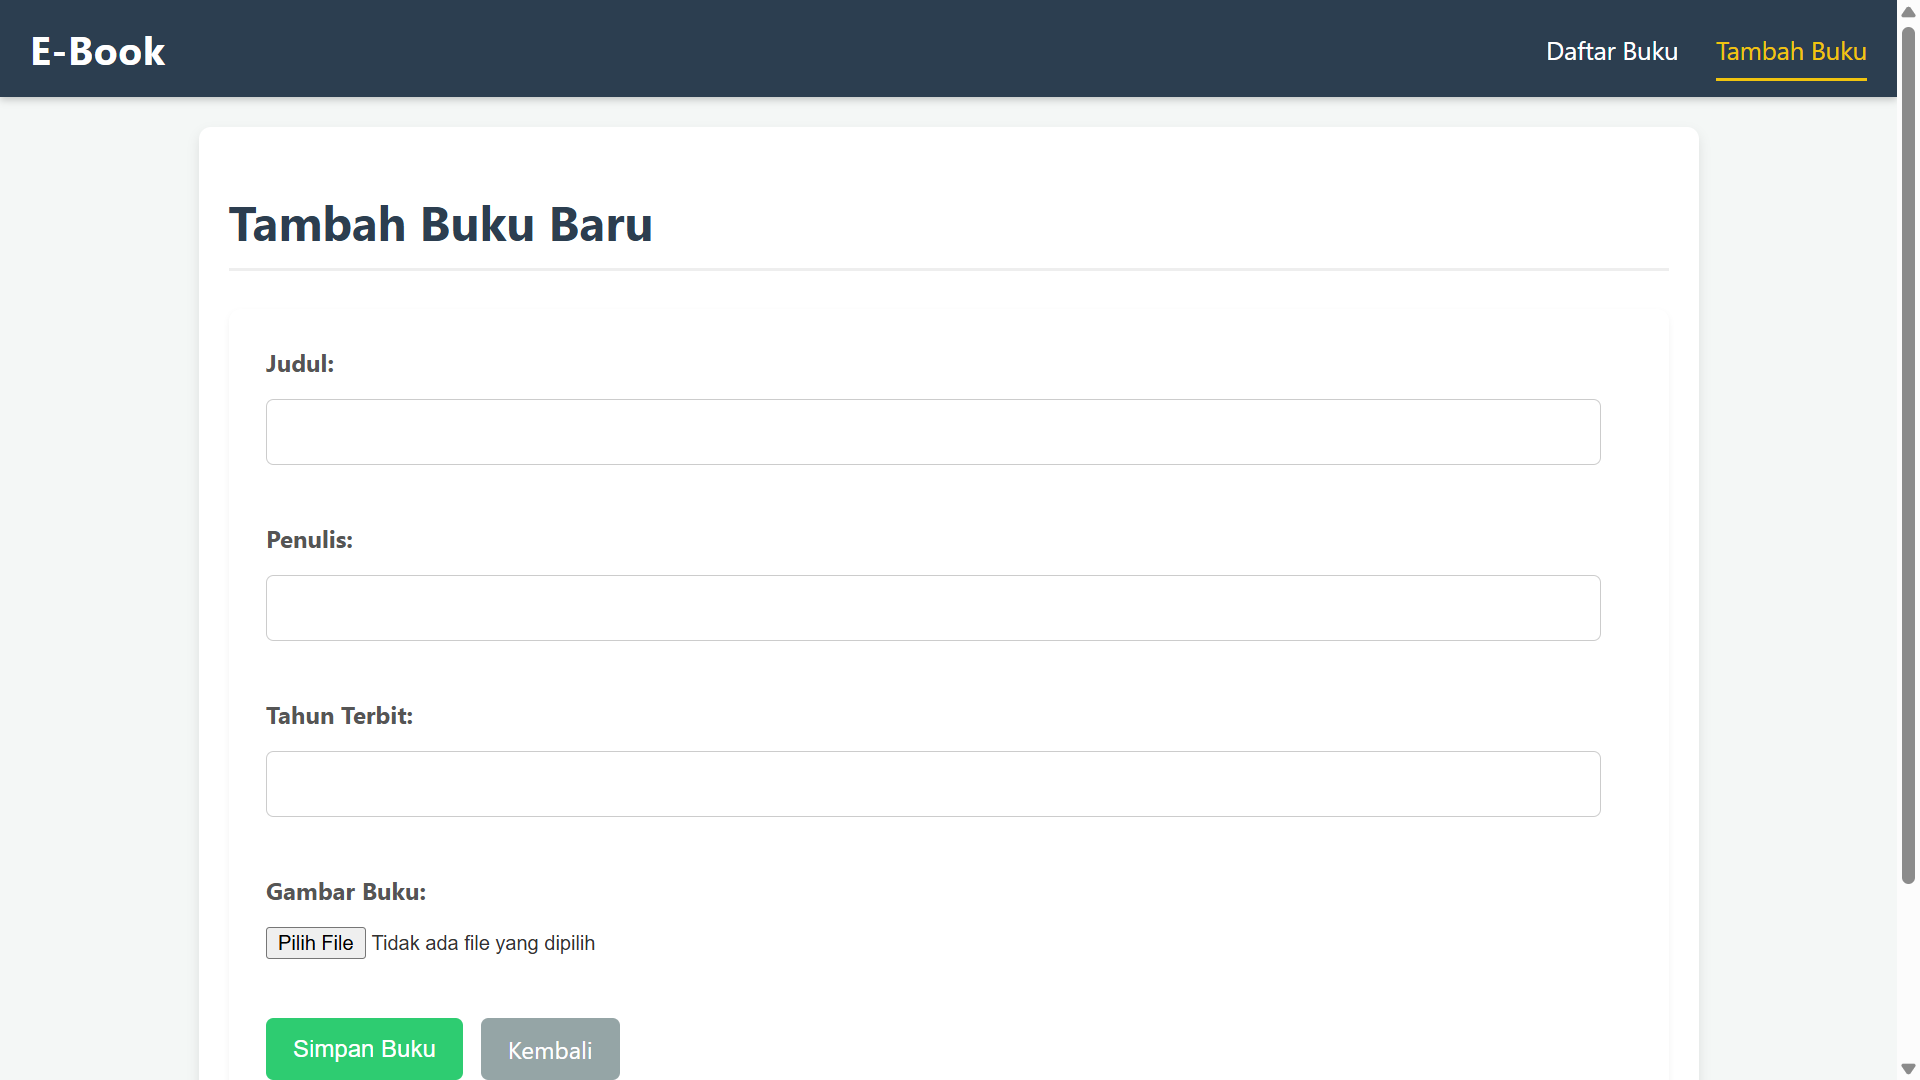 E-Book
Daftar Buku
Tambah Buku
Tambah Buku Baru
Judul:
Penulis:
Tahun Terbit:
Gambar Buku:
Pilih File Tidak ada file yang dipilih
Simpan Buku
Kembali